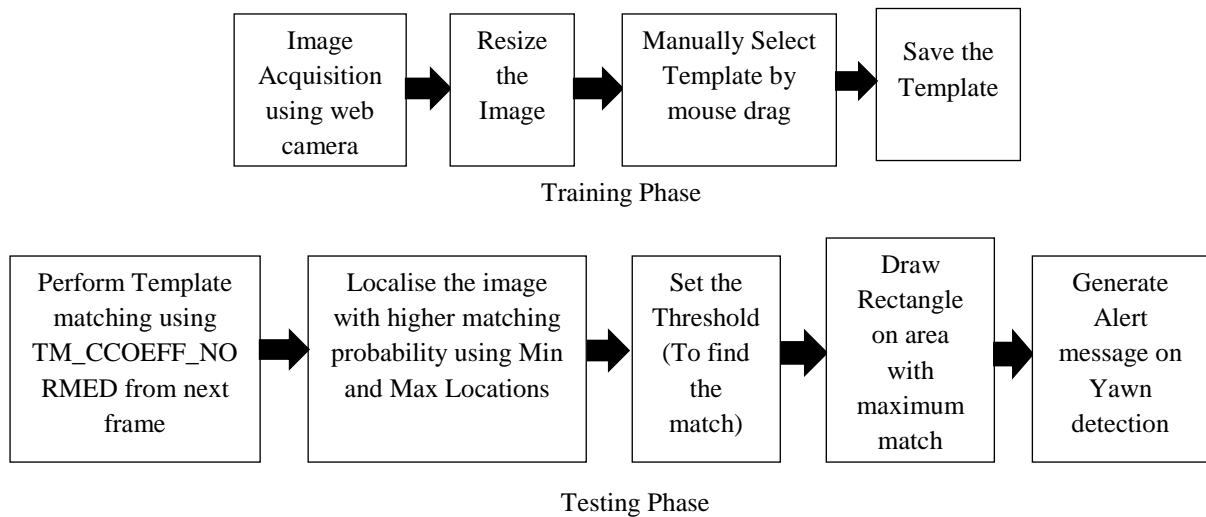 Image
Acquisition
using web
camera
Resize
the
Image
Manually Select
Template by
mouse drag
Save the
Template
Training Phase
Perform Template
matching using
TM_CCOEFF_NO
RMED from next
frame
Localise the image
with higher matching
probability using Min
and Max Locations
Set the
Threshold
(To find
the
match)
Draw
Rectangle
on area
with
maximum
match
Generate
Alert
message on
Yawn
detection
Testing Phase